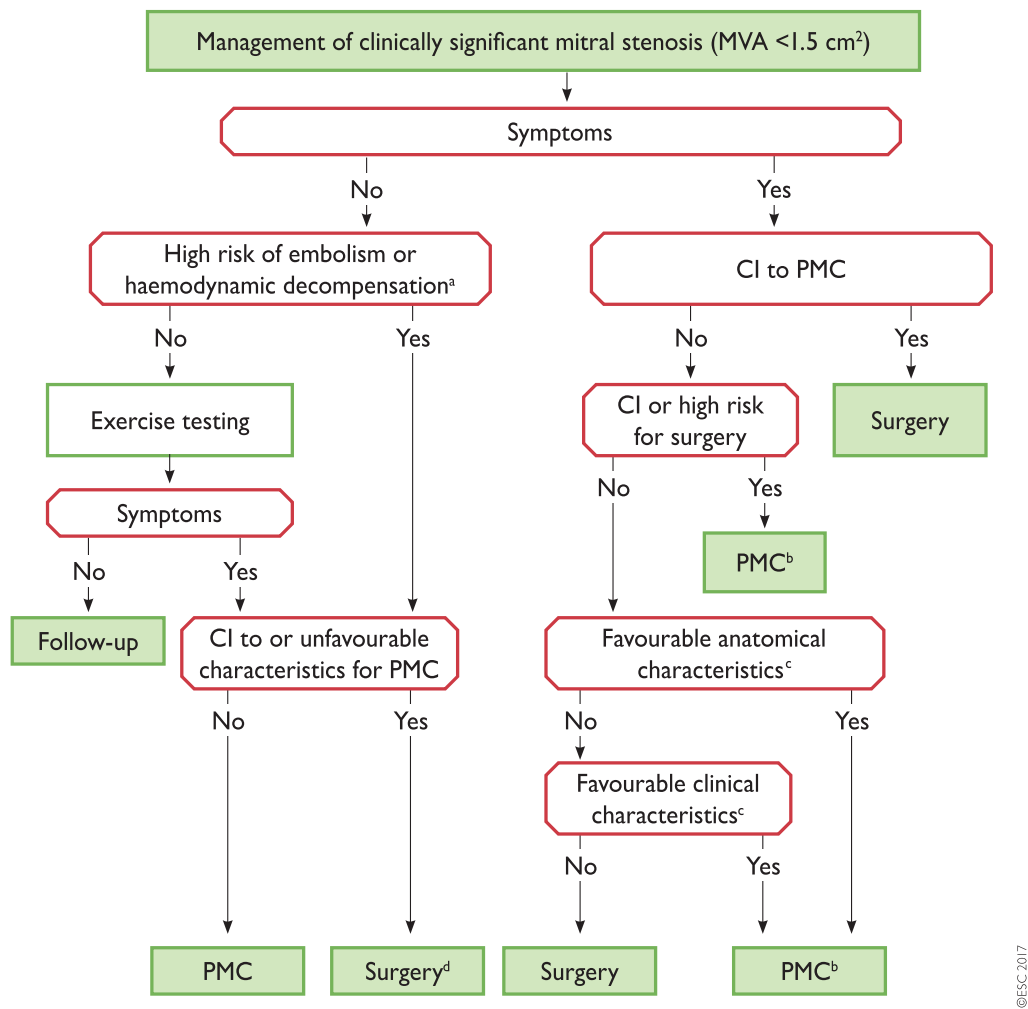 Management of clinically significant mitral stenosis (MVA <1.5 cm²)
Symptoms
No
Yes
High risk of embolism or
haemodynamic decompensationᵃ
CI to PMC
No
Yes
No
Yes
Exercise testing
CI or high risk
for surgery
Surgery
Symptoms
No
Yes
No
Yes
PMCᵇ
Follow-up
CI to or unfavourable
characteristics for PMC
Favourable anatomical
characteristicsᶜ
No
Yes
No
Yes
Favourable clinical
characteristicsᶜ
No
Yes
PMC
Surgeryᵈ
Surgery
PMCᵇ
©ESC 2017